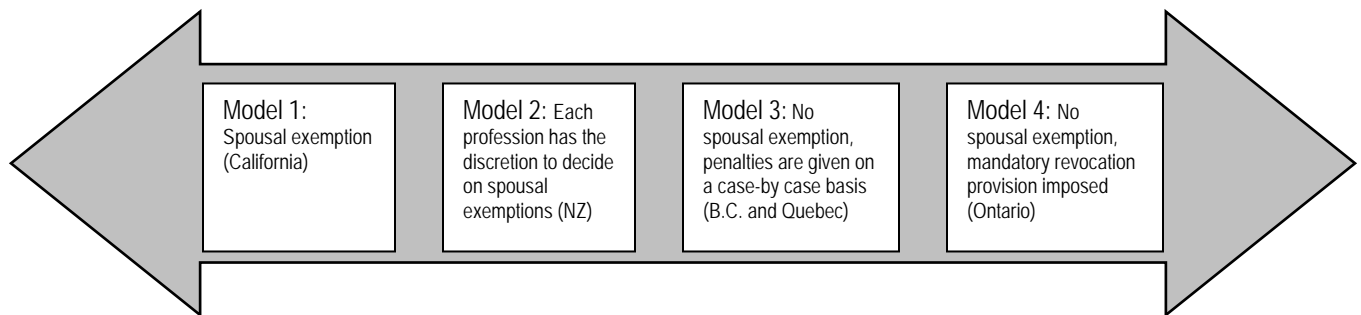 Model 1:
Spousal exemption
(California)
Model 2: Each
profession has the
discretion to decide
on spousal
exemptions (NZ)
Model 3: No
spousal exemption,
penalties are given on
a case-by case basis
(B.C. and Quebec)
Model 4: No
spousal exemption,
mandatory revocation
provision imposed
(Ontario)